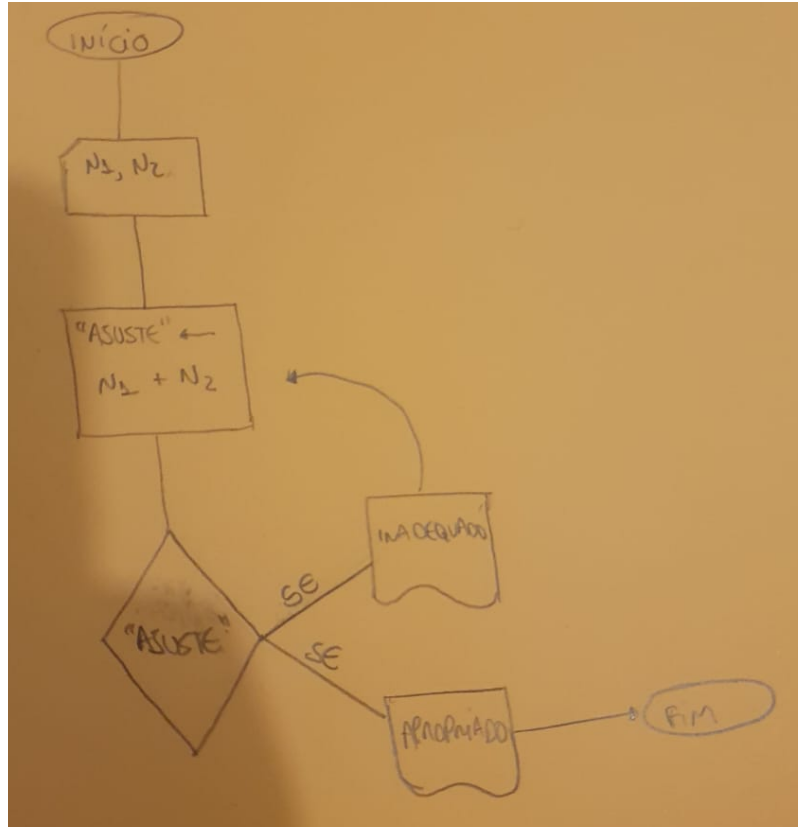 INÍCIO
N1, N2
"AJUSTE" ←
N1 + N2
"AJUSTE"
SE
INADEQUADO
SE
APROPRIADO
FIM